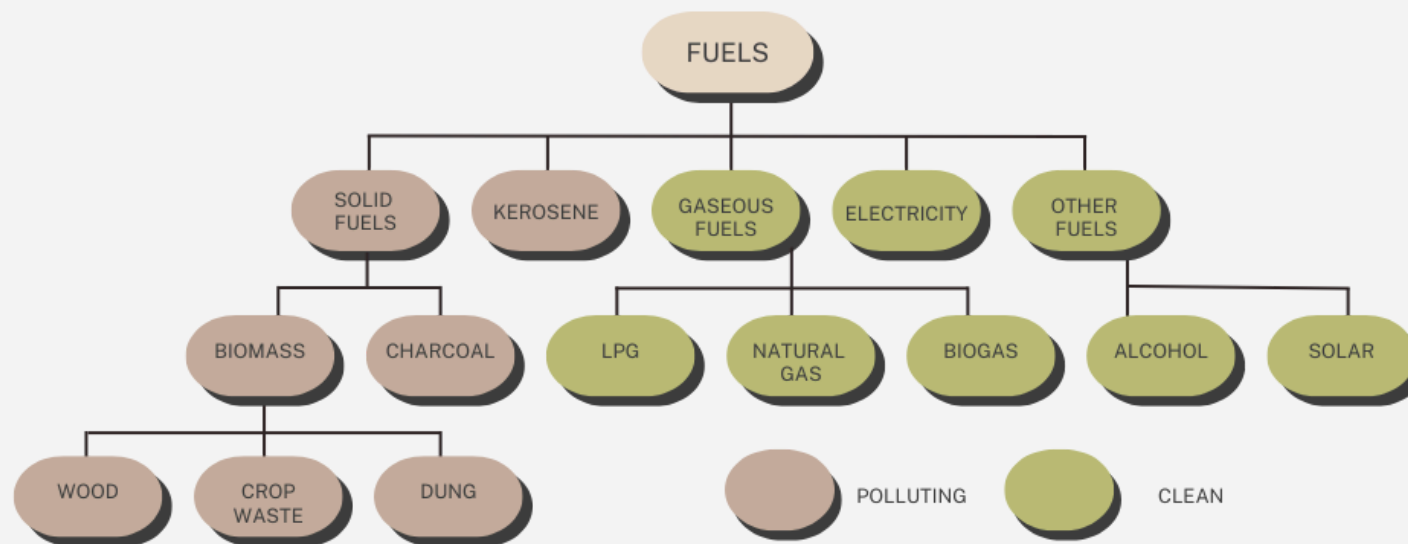 FUELS
SOLID
FUELS
KEROSENE
GASEOUS
FUELS
ELECTRICITY
OTHER
FUELS
BIOMASS
CHARCOAL
LPG
NATURAL
GAS
BIOGAS
ALCOHOL
SOLAR
WOOD
CROP
WASTE
DUNG
POLLUTING
CLEAN